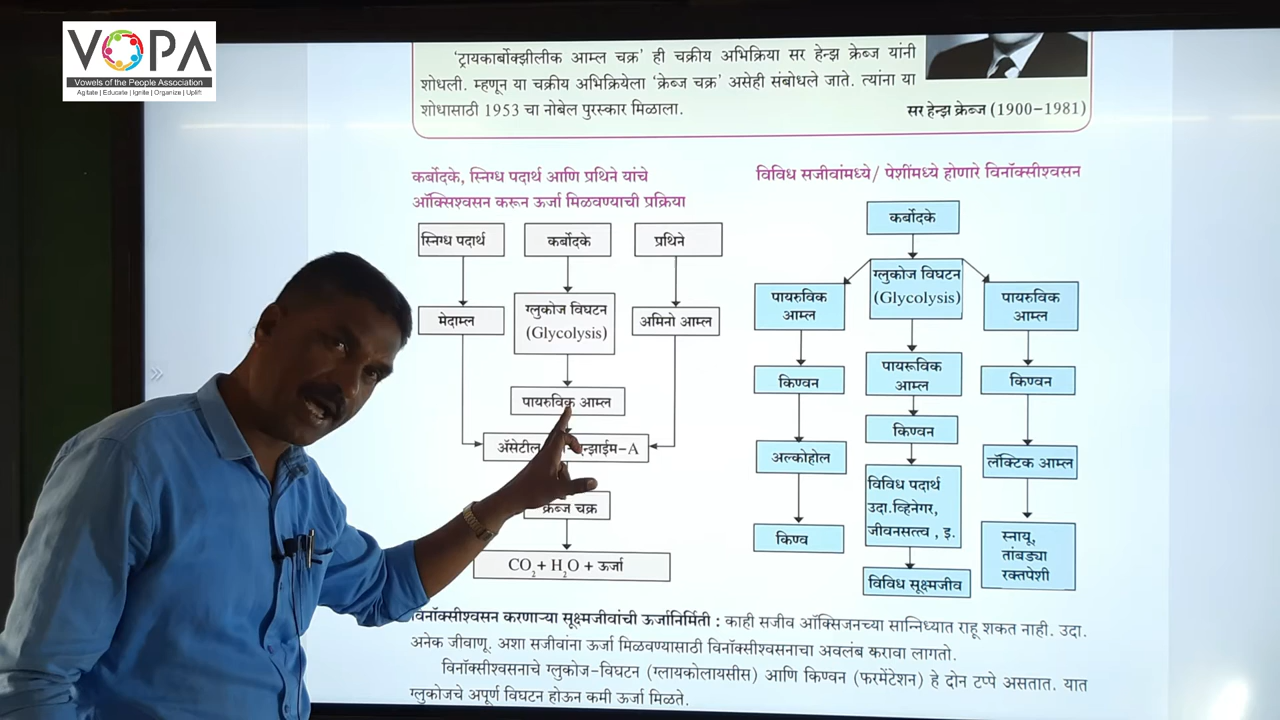 VOPA
Vowels of the People Association
Agitate | Educate | Ignite | Organize | Uplift
'ट्रायकार्बोक्झीलीक आम्ल चक्र' ही चक्रीय अभिक्रिया सर हेन्झ क्रेब्ज यांनी
शोधली. म्हणून या चक्रीय अभिक्रियेला 'क्रेब्ज चक्र' असेही संबोधले जाते. त्यांना या
शोधासाठी 1953 चा नोबेल पुरस्कार मिळाला.
सर हेन्झ क्रेब्ज (1900-1981)
कर्बोदके, स्निग्ध पदार्थ आणि प्रथिने यांचे
ऑक्सिश्वसन करून ऊर्जा मिळवण्याची प्रक्रिया
स्निग्ध पदार्थ
कर्बोदके
प्रथिने
मेदाम्ल
ग्लुकोज विघटन
(Glycolysis)
अमिनो आम्ल
पायरुविक आम्ल
ॲसेटील
न्झाईम-A
क्रेब्ज चक्र
CO2 + H2O + ऊर्जा
विविध सजीवांमध्ये/ पेशींमध्ये होणारे विनॉक्सीश्वसन
कर्बोदके
ग्लुकोज विघटन
(Glycolysis)
पायरुविक
आम्ल
पायरूविक
आम्ल
पायरुविक
आम्ल
किण्वन
किण्वन
किण्वन
अल्कोहोल
विविध पदार्थ
उदा.व्हिनेगर,
जीवनसत्त्व , इ.
लॅक्टिक आम्ल
किण्व
विविध सूक्ष्मजीव
स्नायू,
तांबड्या
रक्तपेशी
विनॉक्सीश्वसन करणाऱ्या सूक्ष्मजीवांची ऊर्जानिर्मिती : काही सजीव ऑक्सिजनच्या सान्निध्यात राहू शकत नाही. उदा.
अनेक जीवाणू. अशा सजीवांना ऊर्जा मिळवण्यासाठी विनॉक्सीश्वसनाचा अवलंब करावा लागतो.
विनॉक्सीश्वसनाचे ग्लुकोज-विघटन (ग्लायकोलायसीस) आणि किण्वन (फरमेंटेशन) हे दोन टप्पे असतात. यात
ग्लुकोजचे अपूर्ण विघटन होऊन कमी ऊर्जा मिळते.